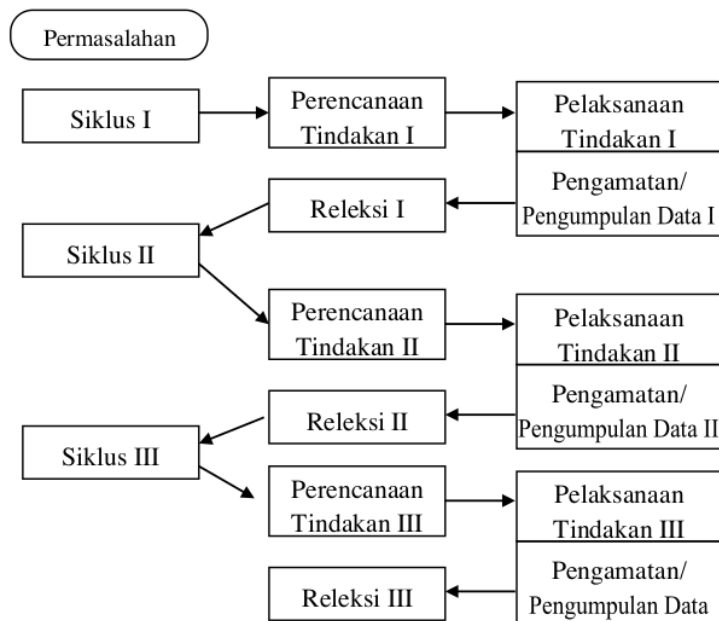 Permasalahan
Siklus I
Perencanaan
Tindakan I
Pelaksanaan
Tindakan I
Pengamatan/
Pengumpulan Data I
Releksi I
Siklus II
Perencanaan
Tindakan II
Pelaksanaan
Tindakan II
Pengamatan/
Pengumpulan Data II
Releksi II
Siklus III
Perencanaan
Tindakan III
Pelaksanaan
Tindakan III
Pengamatan/
Pengumpulan Data
Releksi III